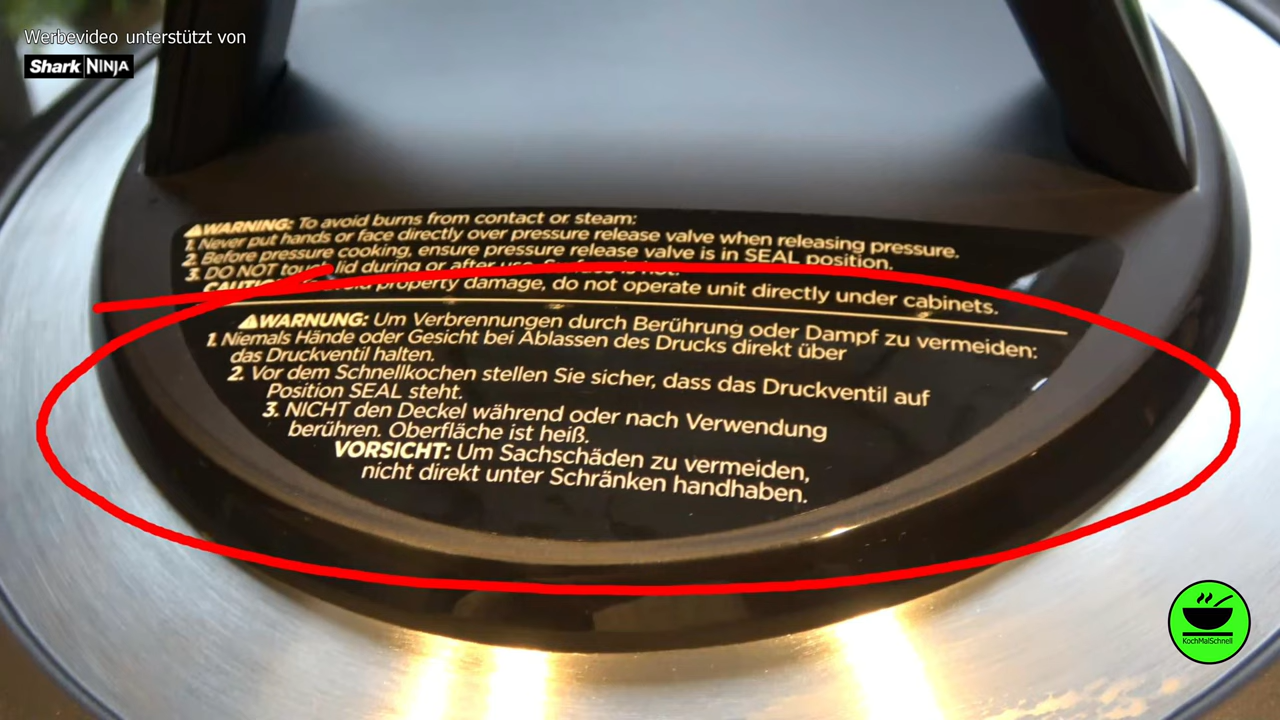 Werbevideo unterstützt von
Shark NINJA
WARNING: To avoid burns from contact or steam:
1. Never put hands or face directly over pressure release valve when releasing pressure.
2. Before pressure cooking, ensure pressure release valve is in SEAL position.
3. DO NOT touch lid during or after use. Surface is hot.
CAUTION: To avoid property damage, do not operate unit directly under cabinets.
WARNUNG: Um Verbrennungen durch Berührung oder Dampf zu vermeiden:
1. Niemals Hände oder Gesicht bei Ablassen des Drucks direkt über
das Druckventil halten.
2. Vor dem Schnellkochen stellen Sie sicher, dass das Druckventil auf
Position SEAL steht.
3. NICHT den Deckel während oder nach Verwendung
berühren. Oberfläche ist heiß.
VORSICHT: Um Sachschäden zu vermeiden,
nicht direkt unter Schränken handhaben.
KochMalSchnell